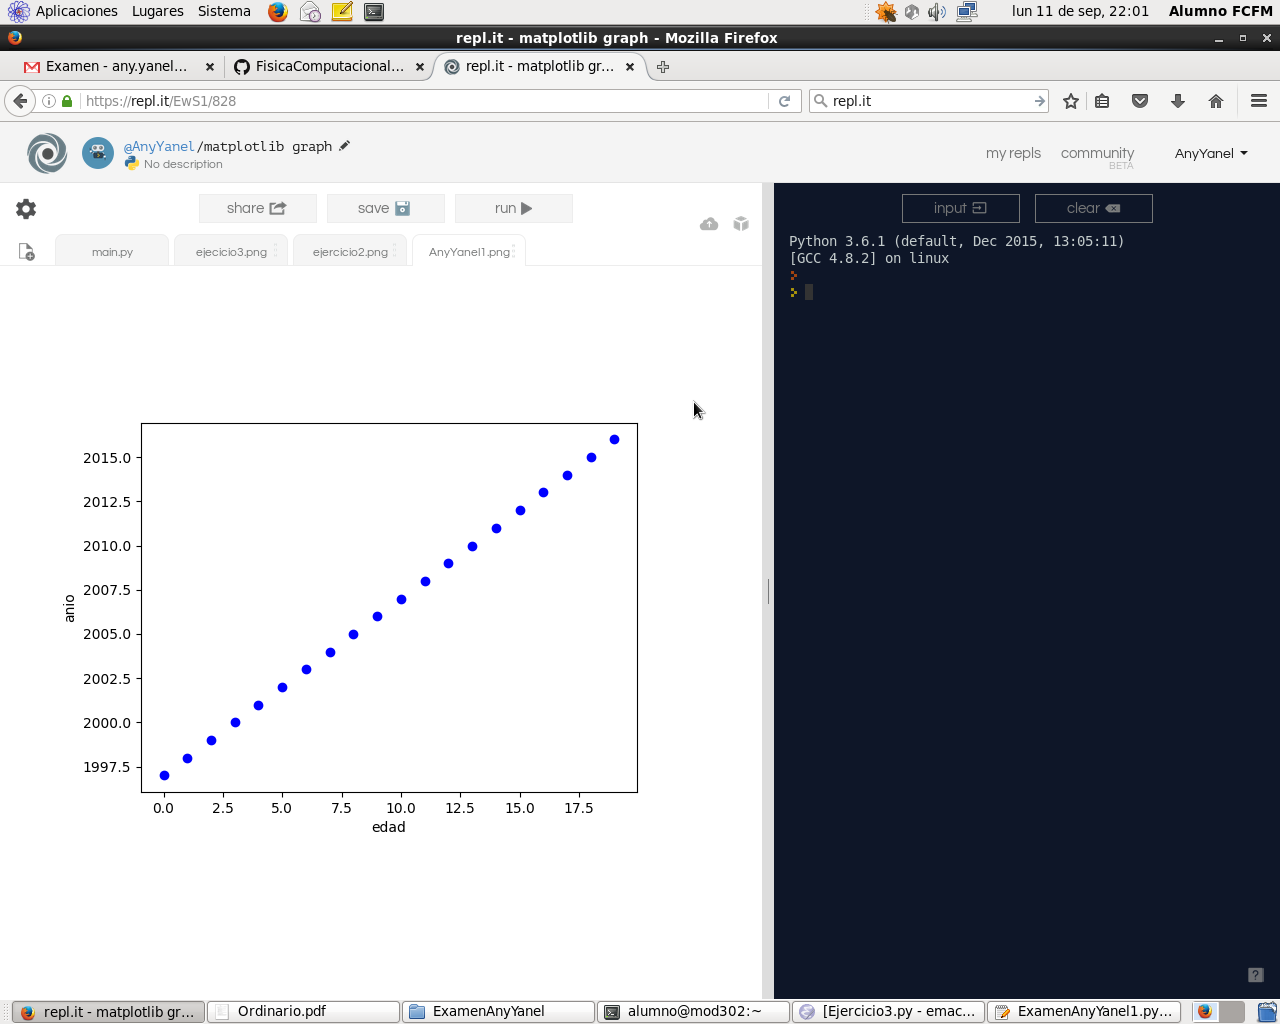 Aplicaciones Lugares Sistema lun 11 de sep, 22:01 Alumno FCFM
repl.it - matplotlib graph - Mozilla Firefox
Examen - any.yanel... FisicaComputacional... repl.it - matplotlib gr...
https://repl.it/EwS1/828 repl.it
@AnyYanel/matplotlib graph
No description
my repls community AnyYanel
BETA
share save run
main.py ejecicio3.png ejercicio2.png AnyYanel1.png
input clear
Python 3.6.1 (default, Dec 2015, 13:05:11)
[GCC 4.8.2] on linux
2015.0
2012.5
2010.0
2007.5
2005.0
2002.5
2000.0
1997.5
anio
0.0 2.5 5.0 7.5 10.0 12.5 15.0 17.5
edad
?
repl.it - matplotlib gr... Ordinario.pdf ExamenAnyYanel alumno@mod302:~ [Ejercicio3.py - emac... ExamenAnyYanel1.py...